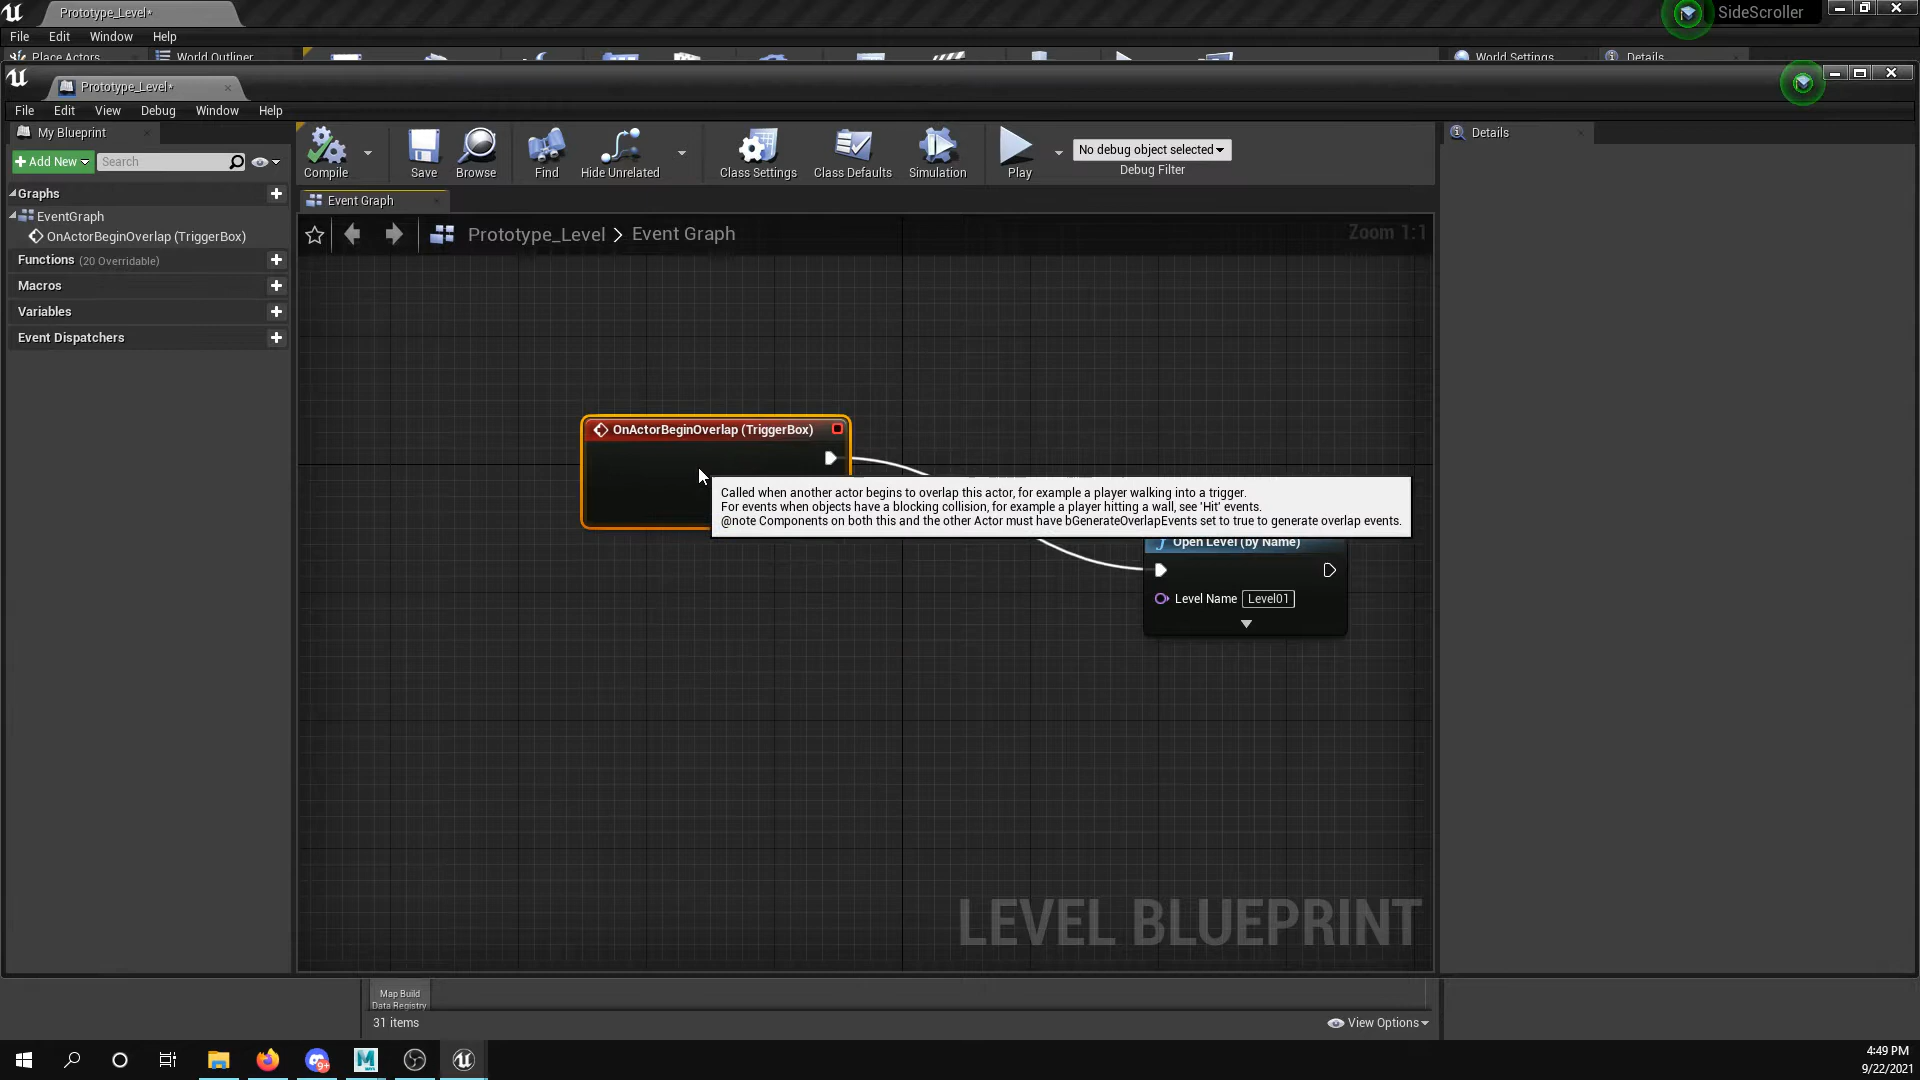 Prototype_Level*
SideScroller
File Edit Window Help
Place Actors
World Outliner
World Settings
Details
Prototype_Level*
File Edit View Debug Window Help
My Blueprint
Details
Add New
Search
Compile
Save
Browse
Find
Hide Unrelated
Class Settings
Class Defaults
Simulation
Play
No debug object selected
Debug Filter
Graphs
EventGraph
OnActorBeginOverlap (TriggerBox)
Functions (20 Overridable)
Macros
Variables
Event Dispatchers
Event Graph
Prototype_Level > Event Graph
Zoom 1:1
OnActorBeginOverlap (TriggerBox)
Called when another actor begins to overlap this actor, for example a player walking into a trigger.
For events when objects have a blocking collision, for example a player hitting a wall, see 'Hit' events.
@note Components on both this and the other Actor must have bGenerateOverlapEvents set to true to generate overlap events.
Open Level (by Name)
Level Name Level01
LEVEL BLUEPRINT
Map Build
Data Registry
31 items
View Options
9+
M
MAYA
4:49 PM
9/22/2021